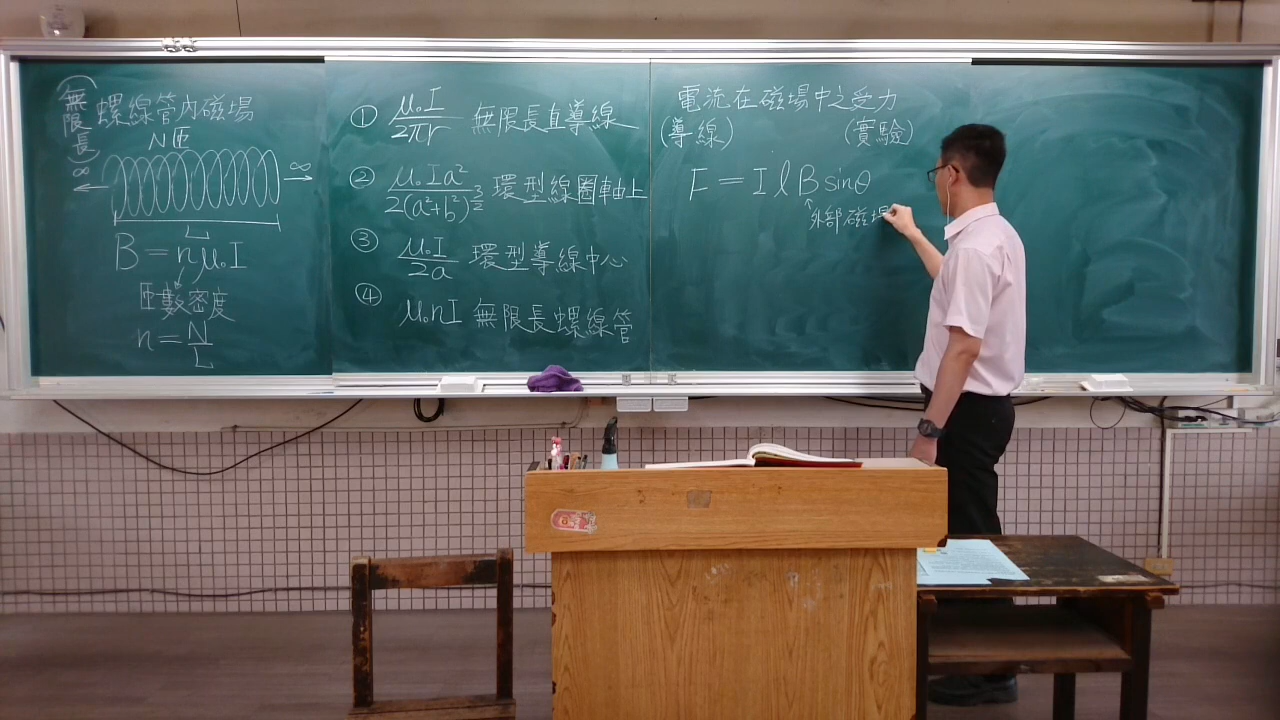 (無限長)
螺線管內磁場
N匝
∞ ∞
L
B = nμ₀I
匝數密度
n = N/L
① μ₀I/2πr 無限長直導線
② μ₀Ia²/2(a²+b²)^(3/2) 環型線圈軸上
③ μ₀I/2a 環型導線中心
④ μ₀nI 無限長螺線管
電流在磁場中之受力
(導線) (實驗)
F = IℓB sinθ
外部磁場